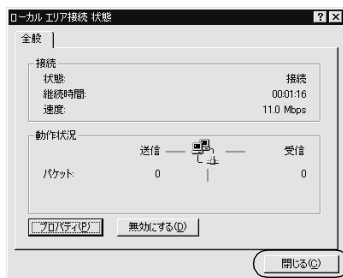 ローカル エリア接続 状態
全般
接続
状態: 接続
継続時間: 00:01:16
速度: 11.0 Mbps
動作状況
送信 受信
パケット: 0 0
プロパティ(P) 無効にする(D)
閉じる(C)